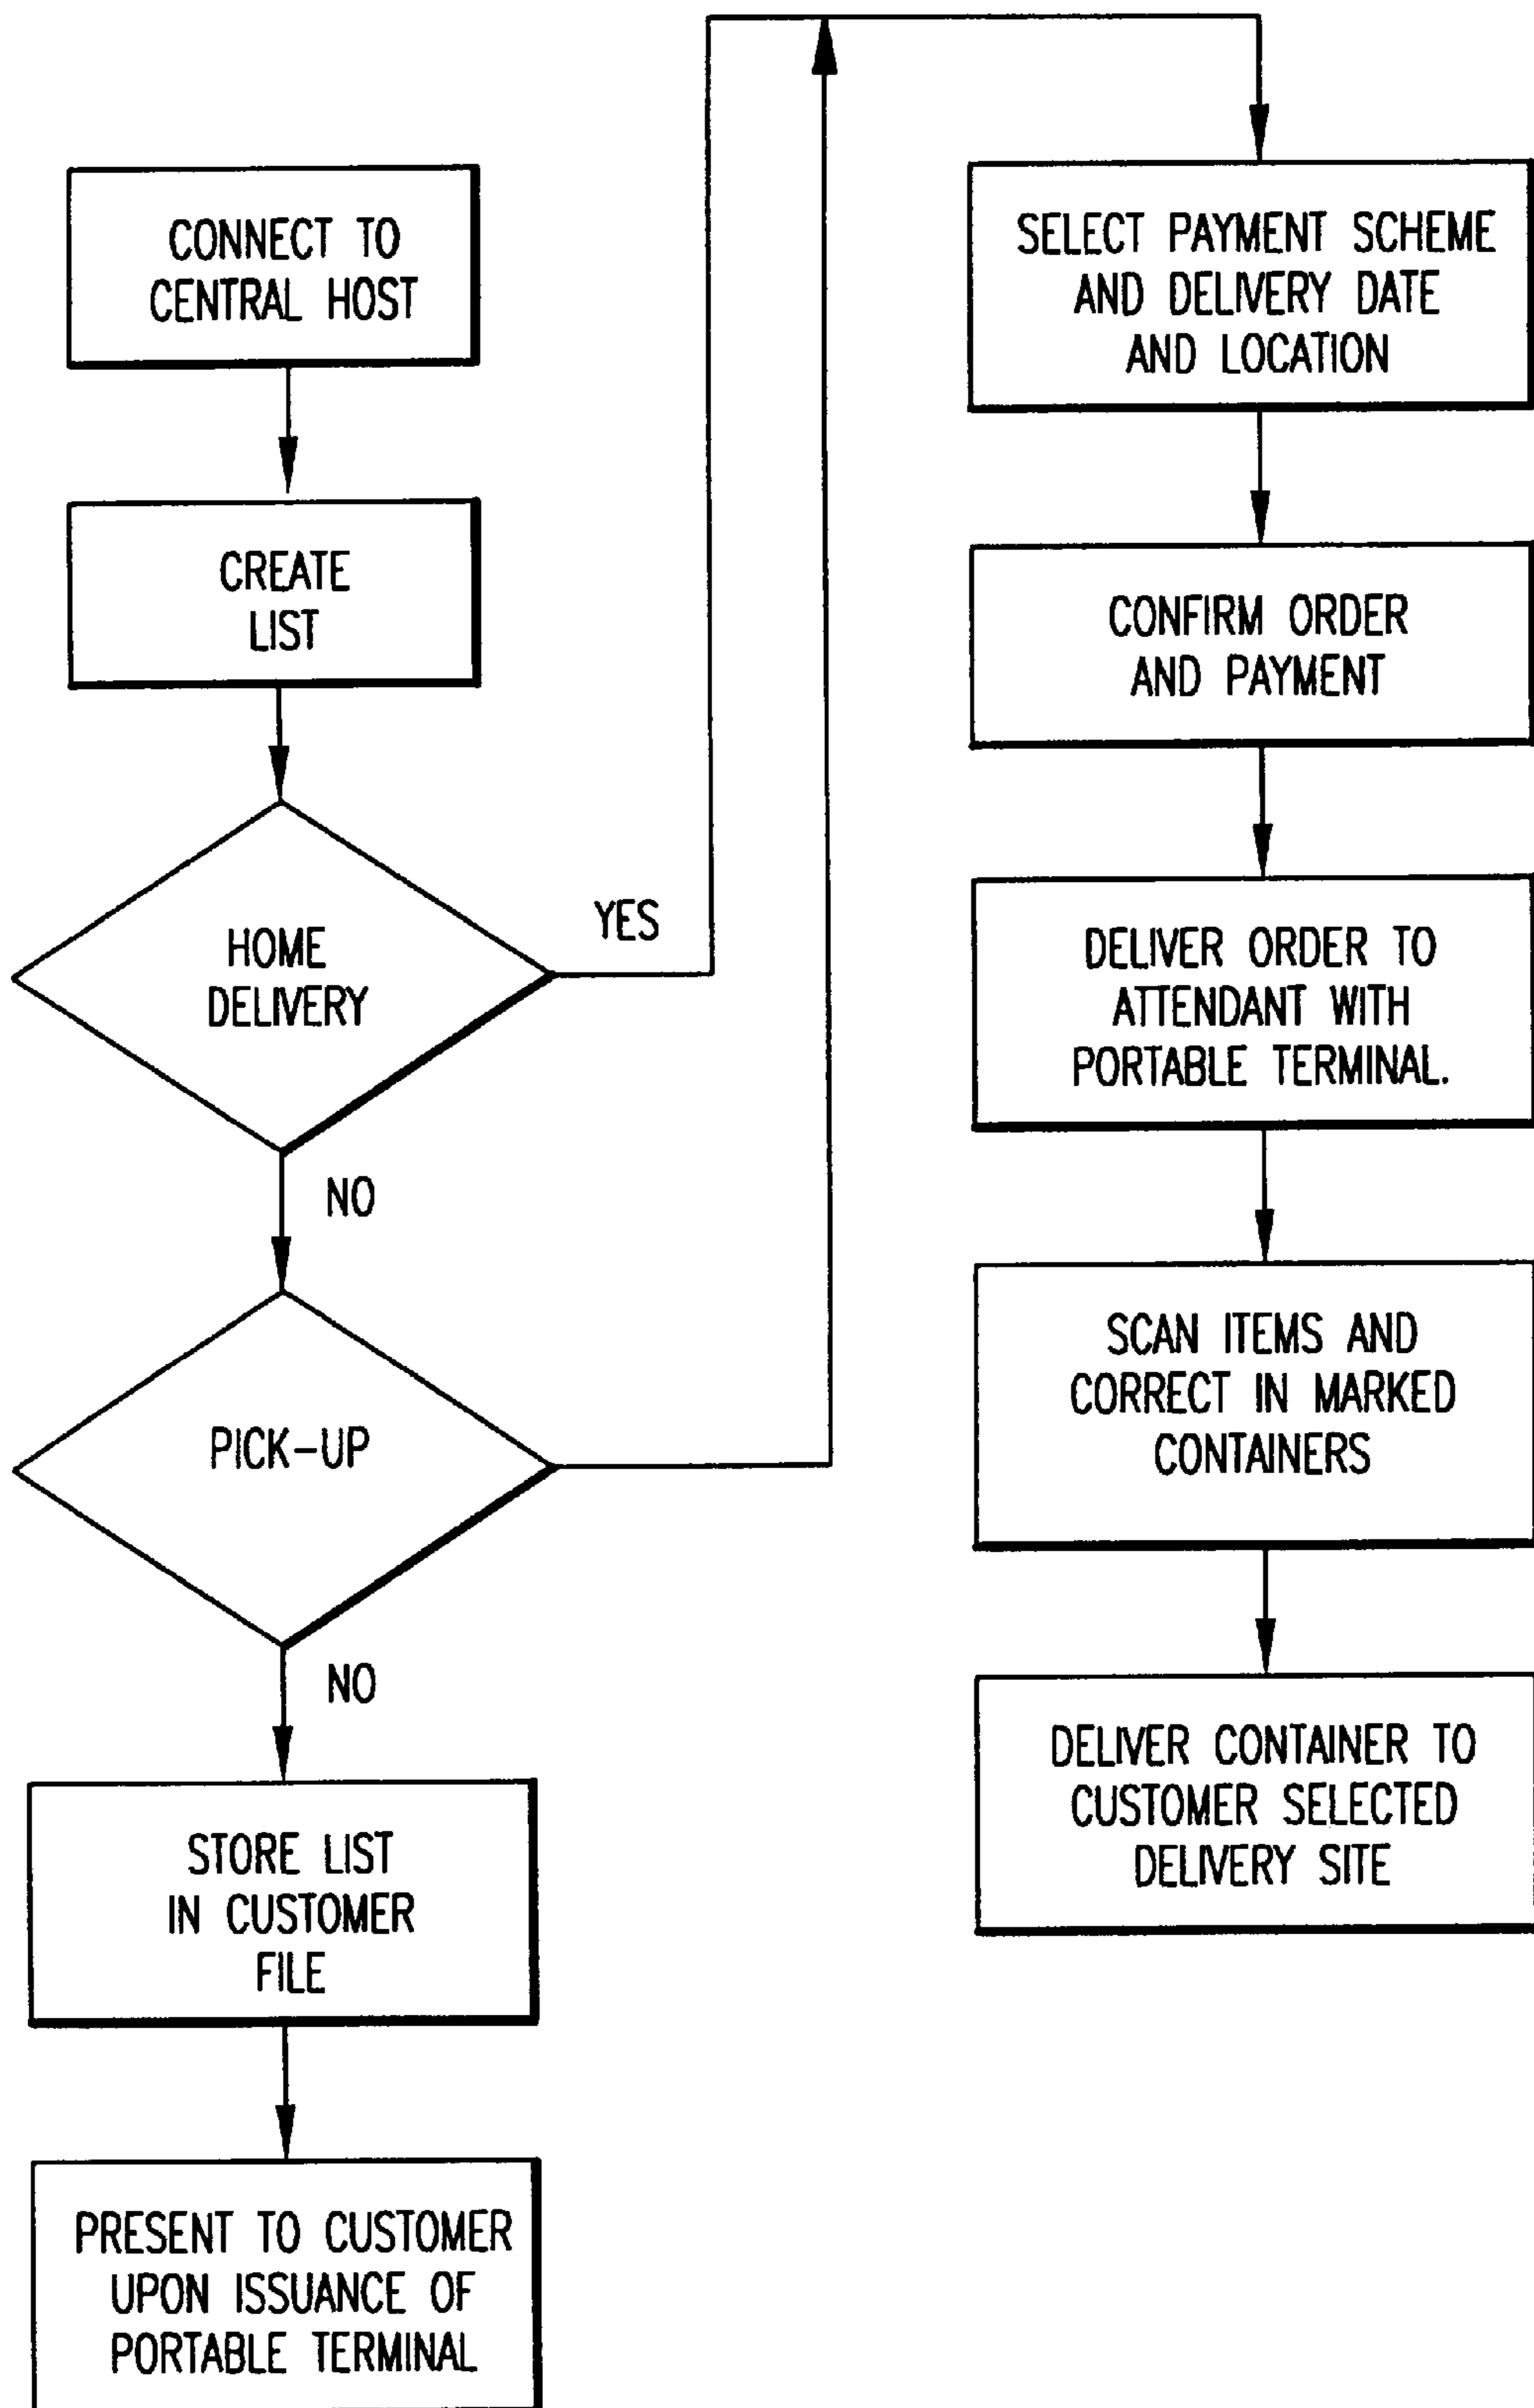 CONNECT TO
CENTRAL HOST
CREATE
LIST
HOME
DELIVERY
YES
NO
PICK-UP
NO
STORE LIST
IN CUSTOMER
FILE
PRESENT TO CUSTOMER
UPON ISSUANCE OF
PORTABLE TERMINAL
SELECT PAYMENT SCHEME
AND DELIVERY DATE
AND LOCATION
CONFIRM ORDER
AND PAYMENT
DELIVER ORDER TO
ATTENDANT WITH
PORTABLE TERMINAL.
SCAN ITEMS AND
CORRECT IN MARKED
CONTAINERS
DELIVER CONTAINER TO
CUSTOMER SELECTED
DELIVERY SITE